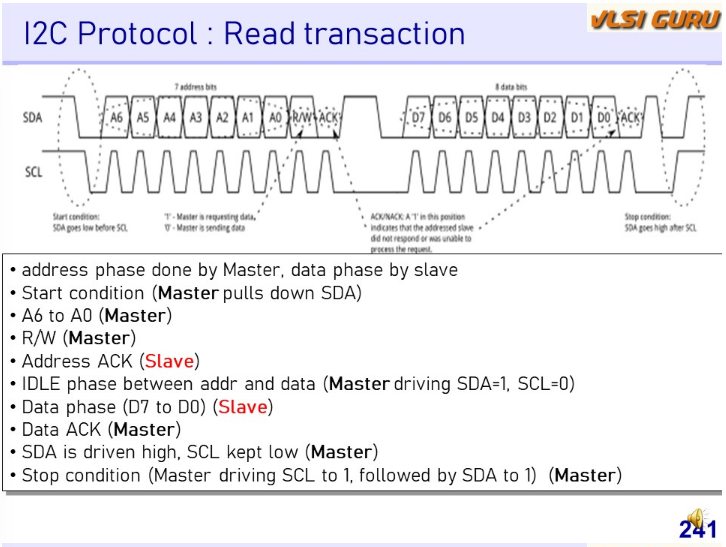 I2C Protocol : Read transaction
VLSI GURU
7 address bits
8 data bits
SDA
A6 A5 A4 A3 A2 A1 A0 R/W ACK
D7 D6 D5 D4 D3 D2 D1 D0 ACK
SCL
Start condition:
SDA goes low before SCL
'1' - Master is requesting data,
'0' - Master is sending data
ACK/NACK: A '1' in this position
indicates that the addressed slave
did not respond or was unable to
process the request.
Stop condition:
SDA goes high after SCL
• address phase done by Master, data phase by slave
• Start condition (Master pulls down SDA)
• A6 to A0 (Master)
• R/W (Master)
• Address ACK (Slave)
• IDLE phase between addr and data (Master driving SDA=1, SCL=0)
• Data phase (D7 to D0) (Slave)
• Data ACK (Master)
• SDA is driven high, SCL kept low (Master)
• Stop condition (Master driving SCL to 1, followed by SDA to 1) (Master)
241